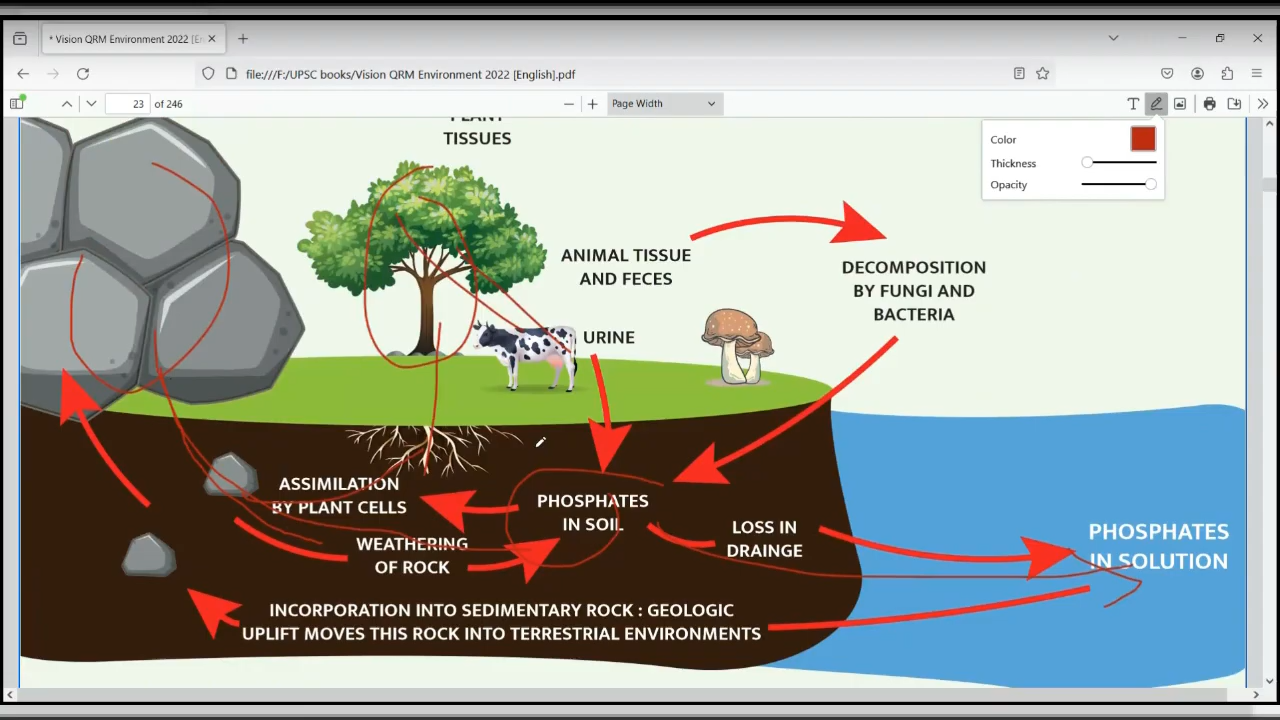 * Vision QRM Environment 2022 [En
file:///F:/UPSC books/Vision QRM Environment 2022 [English].pdf
23 of 246
Page Width
Color
Thickness
Opacity
PLANT
TISSUES
ANIMAL TISSUE
AND FECES
DECOMPOSITION
BY FUNGI AND
BACTERIA
URINE
ASSIMILATION
BY PLANT CELLS
PHOSPHATES
IN SOIL
WEATHERING
OF ROCK
LOSS IN
DRAINGE
PHOSPHATES
IN SOLUTION
INCORPORATION INTO SEDIMENTARY ROCK : GEOLOGIC
UPLIFT MOVES THIS ROCK INTO TERRESTRIAL ENVIRONMENTS